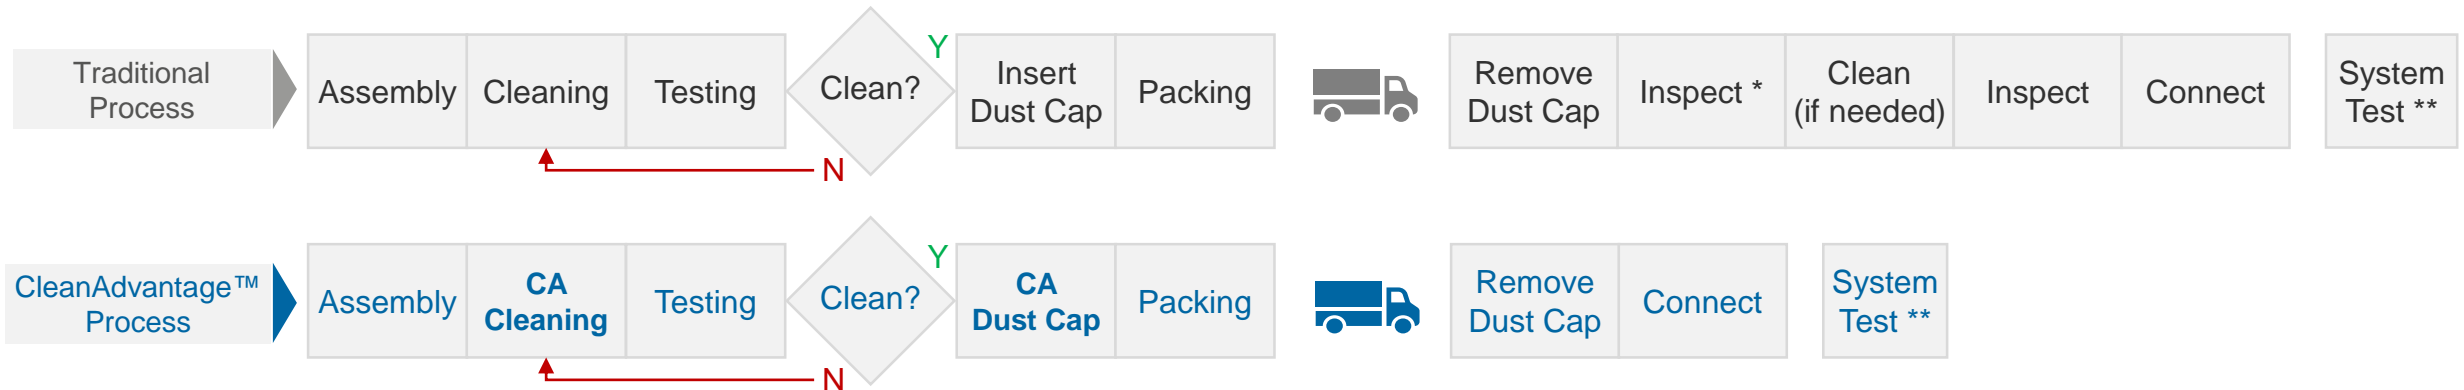 Traditional
Process
Assembly
Cleaning
Testing
Clean?
Y
N
Insert
Dust Cap
Packing
Remove
Dust Cap
Inspect *
Clean
(if needed)
Inspect
Connect
System
Test **
CleanAdvantage™
Process
Assembly
CA
Cleaning
Testing
Clean?
Y
N
CA
Dust Cap
Packing
Remove
Dust Cap
Connect
System
Test **